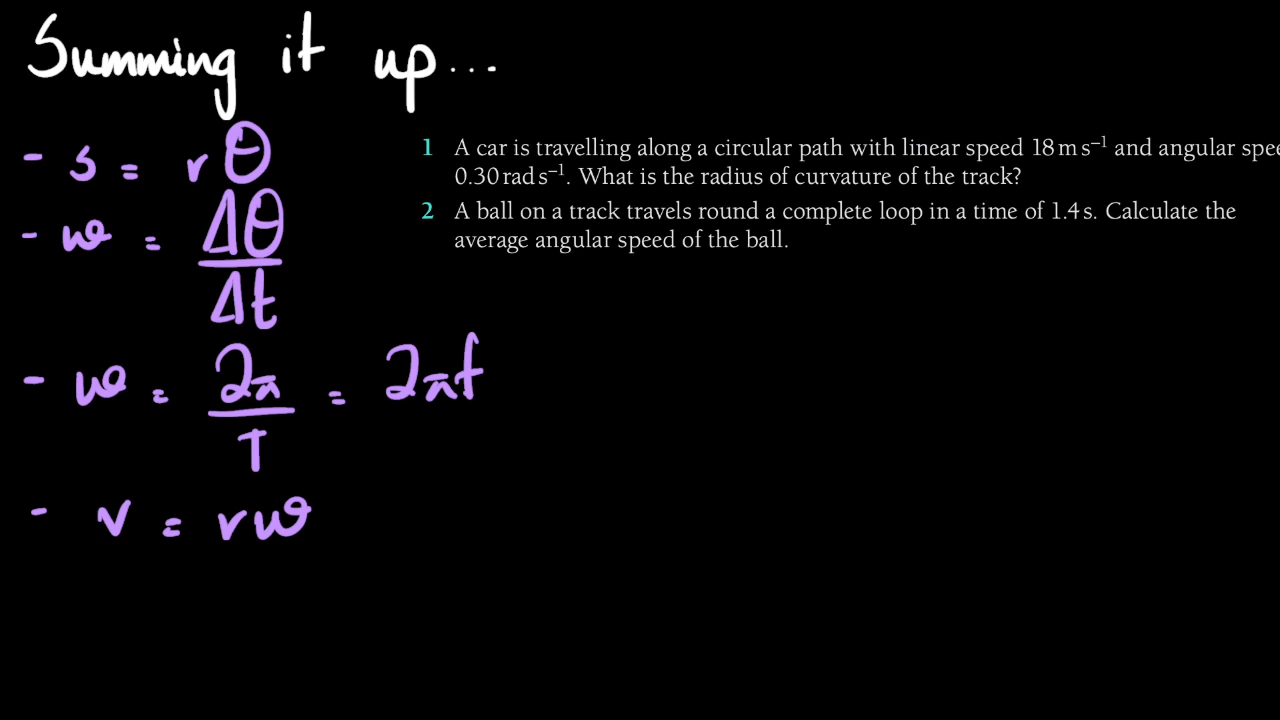 Summing it up...
- s = rθ
- ω = Δθ/Δt
- ω = 2π/T = 2πf
- v = rω
1 A car is travelling along a circular path with linear speed 18 m s⁻¹ and angular spee
0.30 rad s⁻¹. What is the radius of curvature of the track?
2 A ball on a track travels round a complete loop in a time of 1.4 s. Calculate the
average angular speed of the ball.